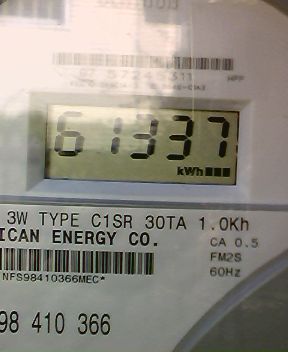 61337
kWh
3W TYPE C1SR 30TA 1.0Kh
ICAN ENERGY CO.
CA 0.5
FM2S
NFS98410366MEC*
60Hz
98 410 366